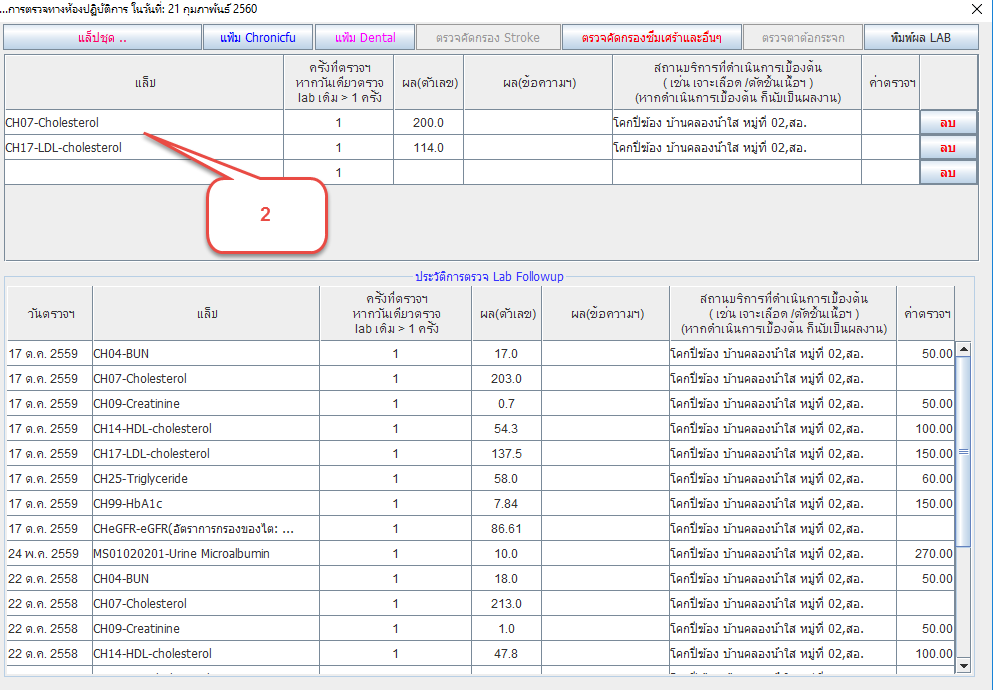 ...การตรวจทางห้องปฏิบัติการ ในวันที่: 21 กุมภาพันธ์ 2560
แล็ปชุด .. แฟ้ม Chronicfu แฟ้ม Dental ตรวจคัดกรอง Stroke ตรวจคัดกรองซึมเศร้าและอื่นๆ ตรวจตาต้อกระจก พิมพ์ผล LAB
แล็ป ครั้งที่ตรวจฯ หากวันเดียวตรวจ lab เดิม > 1 ครั้ง ผล(ตัวเลข) ผล(ข้อความฯ) สถานบริการที่ดำเนินการเบื้องต้น ( เช่น เจาะเลือด /ตัดชิ้นเนื้อฯ ) (หากดำเนินการเบื้องต้น ก็นับเป็นผลงาน) ค่าตรวจฯ
CH07-Cholesterol 1 200.0 โคกปี่ฆ้อง บ้านคลองน้ำใส หมู่ที่ 02,สอ. ลบ
CH17-LDL-cholesterol 1 114.0 โคกปี่ฆ้อง บ้านคลองน้ำใส หมู่ที่ 02,สอ. ลบ
1 ลบ
2
ประวัติการตรวจ Lab Followup
วันตรวจฯ แล็ป ครั้งที่ตรวจฯ หากวันเดียวตรวจ lab เดิม > 1 ครั้ง ผล(ตัวเลข) ผล(ข้อความฯ) สถานบริการที่ดำเนินการเบื้องต้น ( เช่น เจาะเลือด /ตัดชิ้นเนื้อฯ ) (หากดำเนินการเบื้องต้น ก็นับเป็นผลงาน) ค่าตรวจฯ
17 ต.ค. 2559 CH04-BUN 1 17.0 โคกปี่ฆ้อง บ้านคลองน้ำใส หมู่ที่ 02,สอ. 50.00
17 ต.ค. 2559 CH07-Cholesterol 1 203.0 โคกปี่ฆ้อง บ้านคลองน้ำใส หมู่ที่ 02,สอ.
17 ต.ค. 2559 CH09-Creatinine 1 0.7 โคกปี่ฆ้อง บ้านคลองน้ำใส หมู่ที่ 02,สอ. 50.00
17 ต.ค. 2559 CH14-HDL-cholesterol 1 54.3 โคกปี่ฆ้อง บ้านคลองน้ำใส หมู่ที่ 02,สอ. 100.00
17 ต.ค. 2559 CH17-LDL-cholesterol 1 137.5 โคกปี่ฆ้อง บ้านคลองน้ำใส หมู่ที่ 02,สอ. 150.00
17 ต.ค. 2559 CH25-Triglyceride 1 58.0 โคกปี่ฆ้อง บ้านคลองน้ำใส หมู่ที่ 02,สอ. 60.00
17 ต.ค. 2559 CH99-HbA1c 1 7.84 โคกปี่ฆ้อง บ้านคลองน้ำใส หมู่ที่ 02,สอ. 150.00
17 ต.ค. 2559 CHeGFR-eGFR(อัตราการกรองของไต: ... 1 86.61 โคกปี่ฆ้อง บ้านคลองน้ำใส หมู่ที่ 02,สอ.
24 พ.ค. 2559 MS01020201-Urine Microalbumin 1 10.0 โคกปี่ฆ้อง บ้านคลองน้ำใส หมู่ที่ 02,สอ. 270.00
22 ต.ค. 2558 CH04-BUN 1 18.0 โคกปี่ฆ้อง บ้านคลองน้ำใส หมู่ที่ 02,สอ. 50.00
22 ต.ค. 2558 CH07-Cholesterol 1 213.0 โคกปี่ฆ้อง บ้านคลองน้ำใส หมู่ที่ 02,สอ.
22 ต.ค. 2558 CH09-Creatinine 1 1.0 โคกปี่ฆ้อง บ้านคลองน้ำใส หมู่ที่ 02,สอ. 50.00
22 ต.ค. 2558 CH14-HDL-cholesterol 1 47.8 โคกปี่ฆ้อง บ้านคลองน้ำใส หมู่ที่ 02,สอ. 100.00